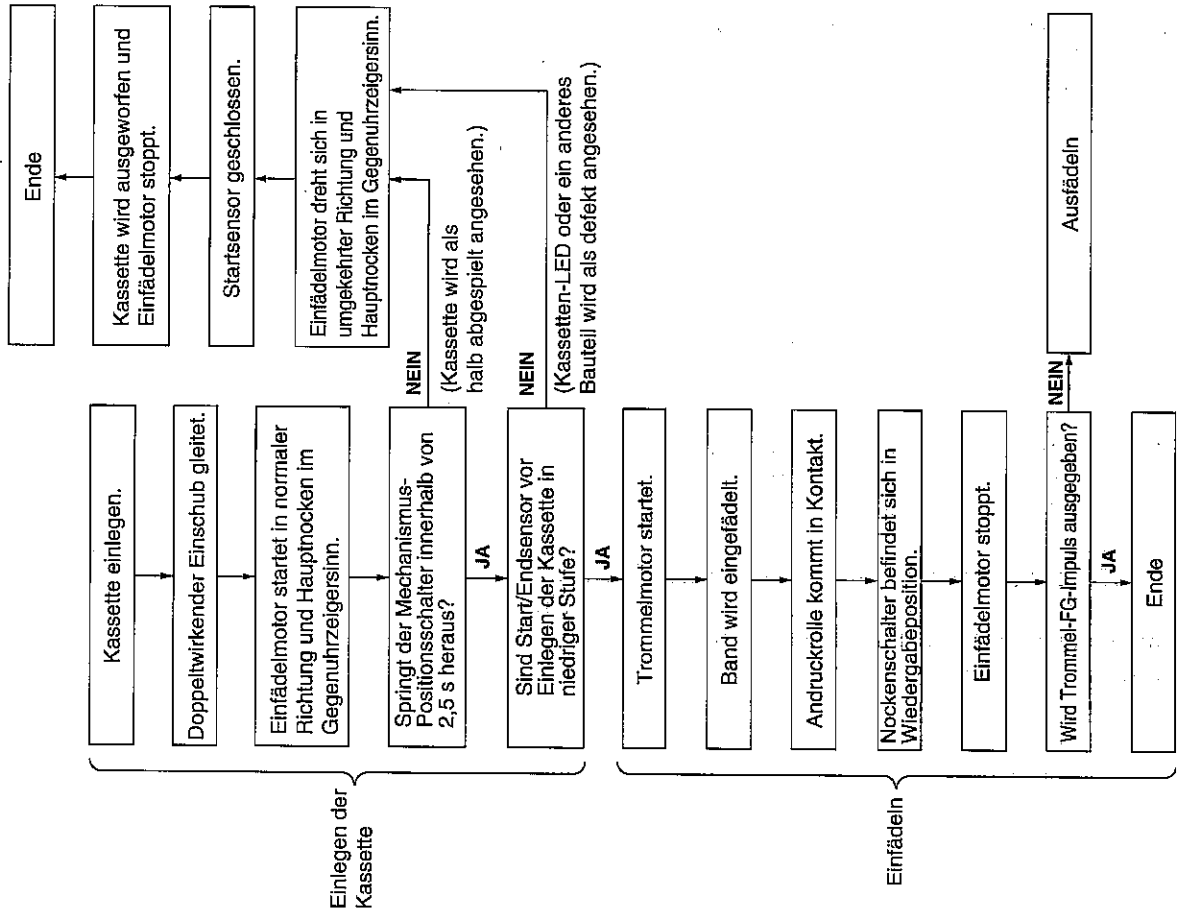 Einlegen der
Kassette
Kassette einlegen.
Doppeltwirkender Einschub gleitet.
Einfädelmotor startet in normaler
Richtung und Hauptnocken im
Gegenuhrzeigersinn.
Springt der Mechanismus-
Positionsschalter innerhalb von
2,5 s heraus?
NEIN
(Kassette wird als
halb abgespielt angesehen.)
JA
Sind Start/Endsensor vor
Einlegen der Kassette in
niedriger Stufe?
NEIN
(Kassetten-LED oder ein anderes
Bauteil wird als defekt angesehen.)
JA
Ende
Kassette wird ausgeworfen und
Einfädelmotor stoppt.
Startsensor geschlossen.
Einfädelmotor dreht sich in
umgekehrter Richtung und
Hauptnocken im Gegenuhrzeigersinn.
Einfädeln
Trommelmotor startet.
Band wird eingefädelt.
Andruckrolle kommt in Kontakt.
Nockenschalter befindet sich in
Wiedergabeposition.
Einfädelmotor stoppt.
Wird Trommel-FG-Impuls ausgegeben?
NEIN
Ausfädeln
JA
Ende